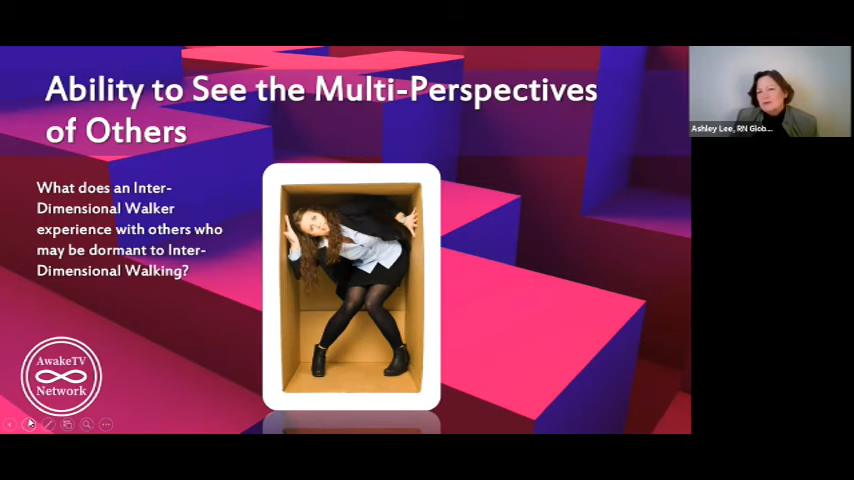 Ability to See the Multi-Perspectives
of Others
What does an Inter-
Dimensional Walker
experience with others who
may be dormant to Inter-
Dimensional Walking?
AwakeTV
Network
Ashley Lee, RN Glob...